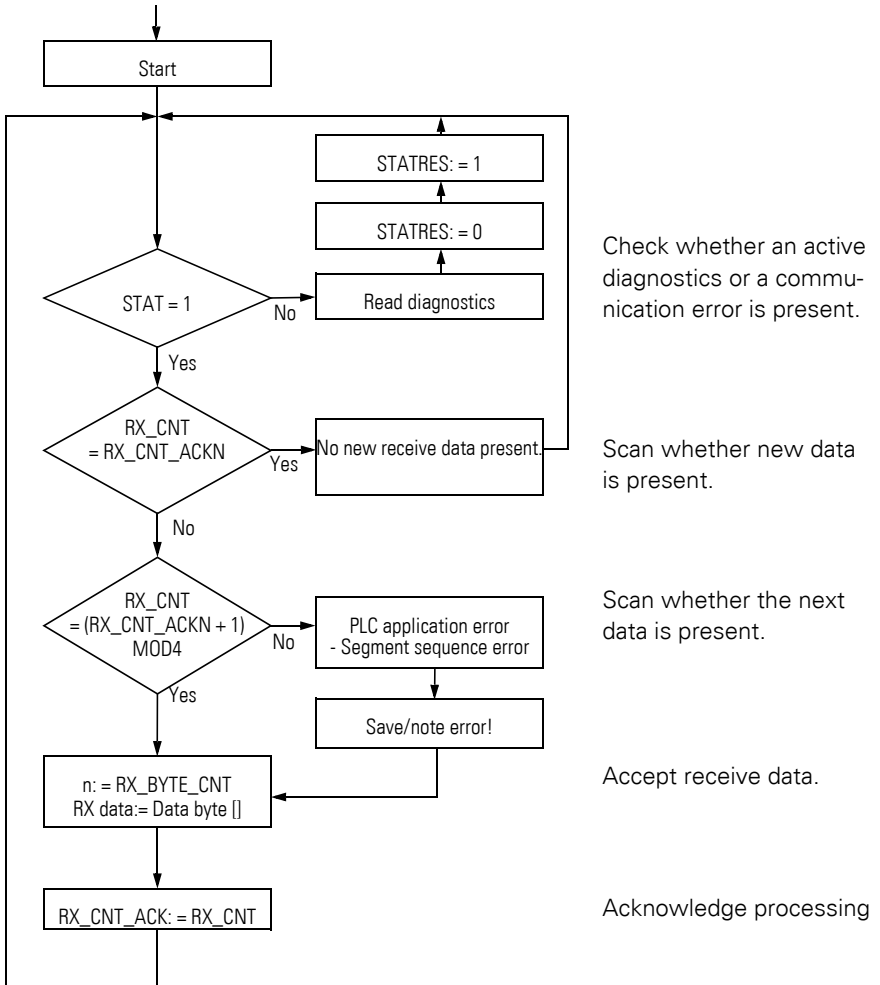 Start
STATRES: = 1
STATRES: = 0
STAT = 1
No
Read diagnostics
Check whether an active
diagnostics or a commu-
nication error is present.
Yes
RX_CNT
= RX_CNT_ACKN
Yes
No new receive data present.
Scan whether new data
is present.
No
RX_CNT
= (RX_CNT_ACKN + 1)
MOD4
No
PLC application error
- Segment sequence error
Scan whether the next
data is present.
Yes
Save/note error!
n: = RX_BYTE_CNT
RX data:= Data byte []
Accept receive data.
RX_CNT_ACK: = RX_CNT
Acknowledge processing